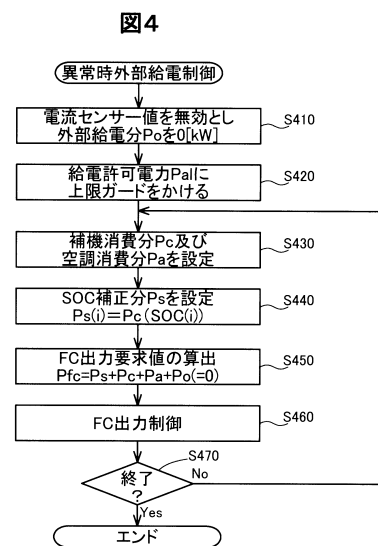 図4
異常時外部給電制御
電流センサー値を無効とし
外部給電分Poを0[kW]
S410
給電許可電力Palに
上限ガードをかける
S420
補機消費分Pc及び
空調消費分Paを設定
S430
SOC補正分Psを設定
Ps(i)=Pc(SOC(i))
S440
FC出力要求値の算出
Pfc=Ps+Pc+Pa+Po(=0)
S450
FC出力制御
S460
S470
終了
?
No
Yes
エンド